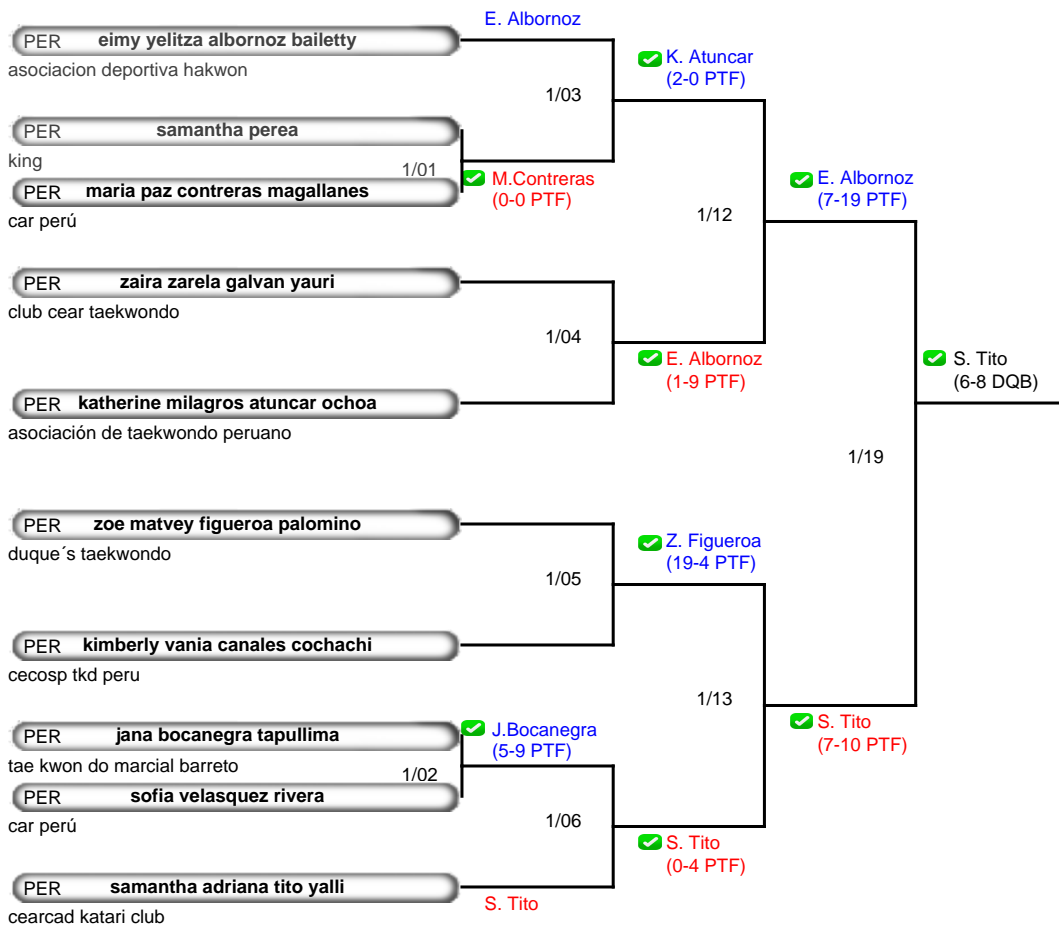 E. Albornoz
PER eimy yelitza albornoz bailetty
asociacion deportiva hakwon
K. Atuncar
(2-0 PTF)
1/03
PER samantha perea
king
1/01
M.Contreras
(0-0 PTF)
PER maria paz contreras magallanes
car perú
E. Albornoz
(7-19 PTF)
1/12
PER zaira zarela galvan yauri
club cear taekwondo
1/04
E. Albornoz
(1-9 PTF)
S. Tito
(6-8 DQB)
PER katherine milagros atuncar ochoa
asociación de taekwondo peruano
1/19
PER zoe matvey figueroa palomino
duque´s taekwondo
Z. Figueroa
(19-4 PTF)
1/05
PER kimberly vania canales cochachi
cecosp tkd peru
1/13
PER jana bocanegra tapullima
tae kwon do marcial barreto
J.Bocanegra
(5-9 PTF)
S. Tito
(7-10 PTF)
1/02
PER sofia velasquez rivera
car perú
1/06
S. Tito
(0-4 PTF)
PER samantha adriana tito yalli
cearcad katari club
S. Tito